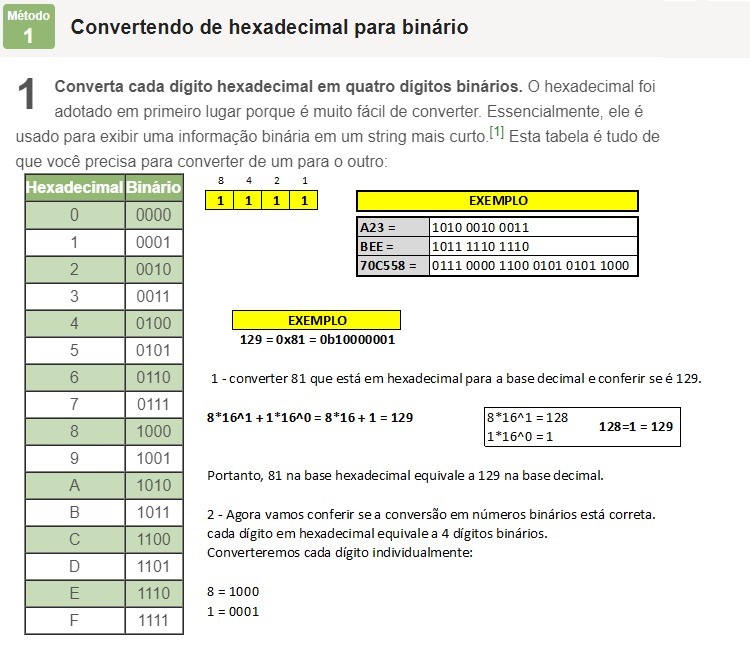 Método
1
Convertendo de hexadecimal para binário
1
Converta cada dígito hexadecimal em quatro dígitos binários. O hexadecimal foi
adotado em primeiro lugar porque é muito fácil de converter. Essencialmente, ele é
usado para exibir uma informação binária em um string mais curto.[1] Esta tabela é tudo de
que você precisa para converter de um para o outro:
Hexadecimal Binário
0 0000
1 0001
2 0010
3 0011
4 0100
5 0101
6 0110
7 0111
8 1000
9 1001
A 1010
B 1011
C 1100
D 1101
E 1110
F 1111
8 4 2 1
1 1 1 1
EXEMPLO
A23 = 1010 0010 0011
BEE = 1011 1110 1110
70C558 = 0111 0000 1100 0101 0101 1000
EXEMPLO
129 = 0x81 = 0b10000001
1 - converter 81 que está em hexadecimal para a base decimal e conferir se é 129.
8*16^1 + 1*16^0 = 8*16 + 1 = 129
8*16^1 = 128
1*16^0 = 1
128=1 = 129
Portanto, 81 na base hexadecimal equivale a 129 na base decimal.
2 - Agora vamos conferir se a conversão em números binários está correta.
cada dígito em hexadecimal equivale a 4 dígitos binários.
Converteremos cada dígito individualmente:
8 = 1000
1 = 0001